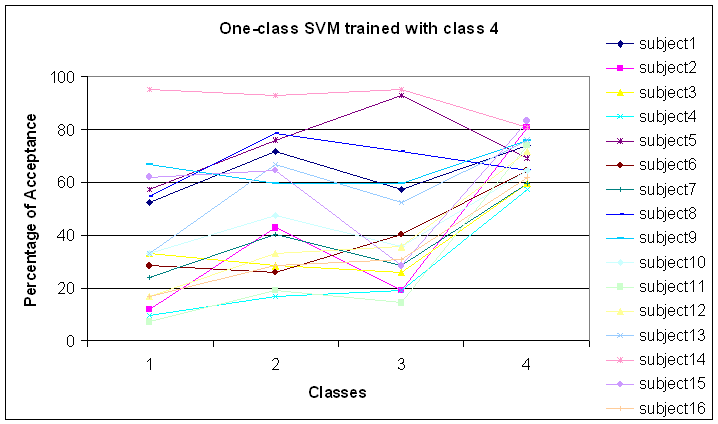 One-class SVM trained with class 4
Percentage of Acceptance
100
80
60
40
20
0
1 2 3 4
Classes
subject1
subject2
subject3
subject4
subject5
subject6
subject7
subject8
subject9
subject10
subject11
subject12
subject13
subject14
subject15
subject16